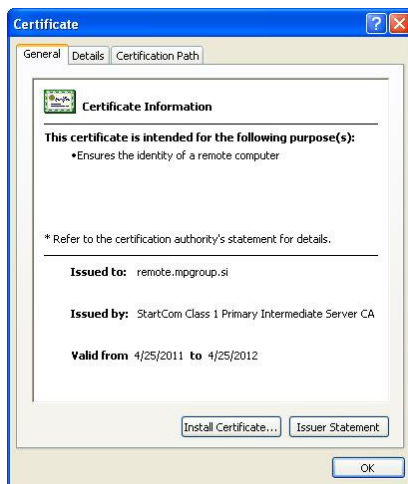 Certificate
General Details Certification Path
Certificate Information
This certificate is intended for the following purpose(s):
•Ensures the identity of a remote computer
* Refer to the certification authority's statement for details.
Issued to: remote.mpgroup.si
Issued by: StartCom Class 1 Primary Intermediate Server CA
Valid from 4/25/2011 to 4/25/2012
Install Certificate... Issuer Statement
OK